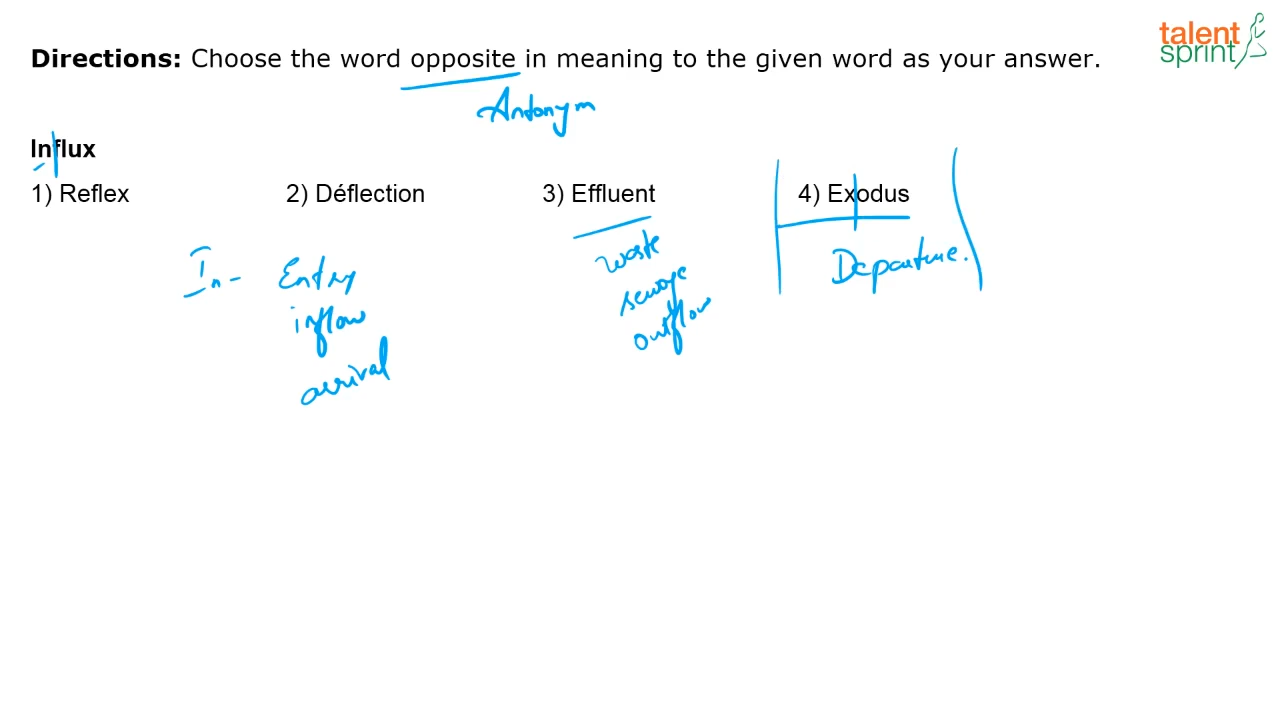 talent
sprint
Directions: Choose the word opposite in meaning to the given word as your answer.
Antonym
Influx
1) Reflex 2) Déflection 3) Effluent 4) Exodus
In - Entry
inflow
arrival
waste
sewage
outflow
Departure.